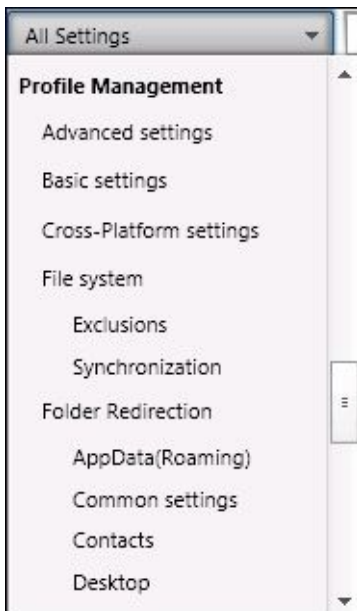 All Settings
Profile Management
Advanced settings
Basic settings
Cross-Platform settings
File system
Exclusions
Synchronization
Folder Redirection
AppData(Roaming)
Common settings
Contacts
Desktop